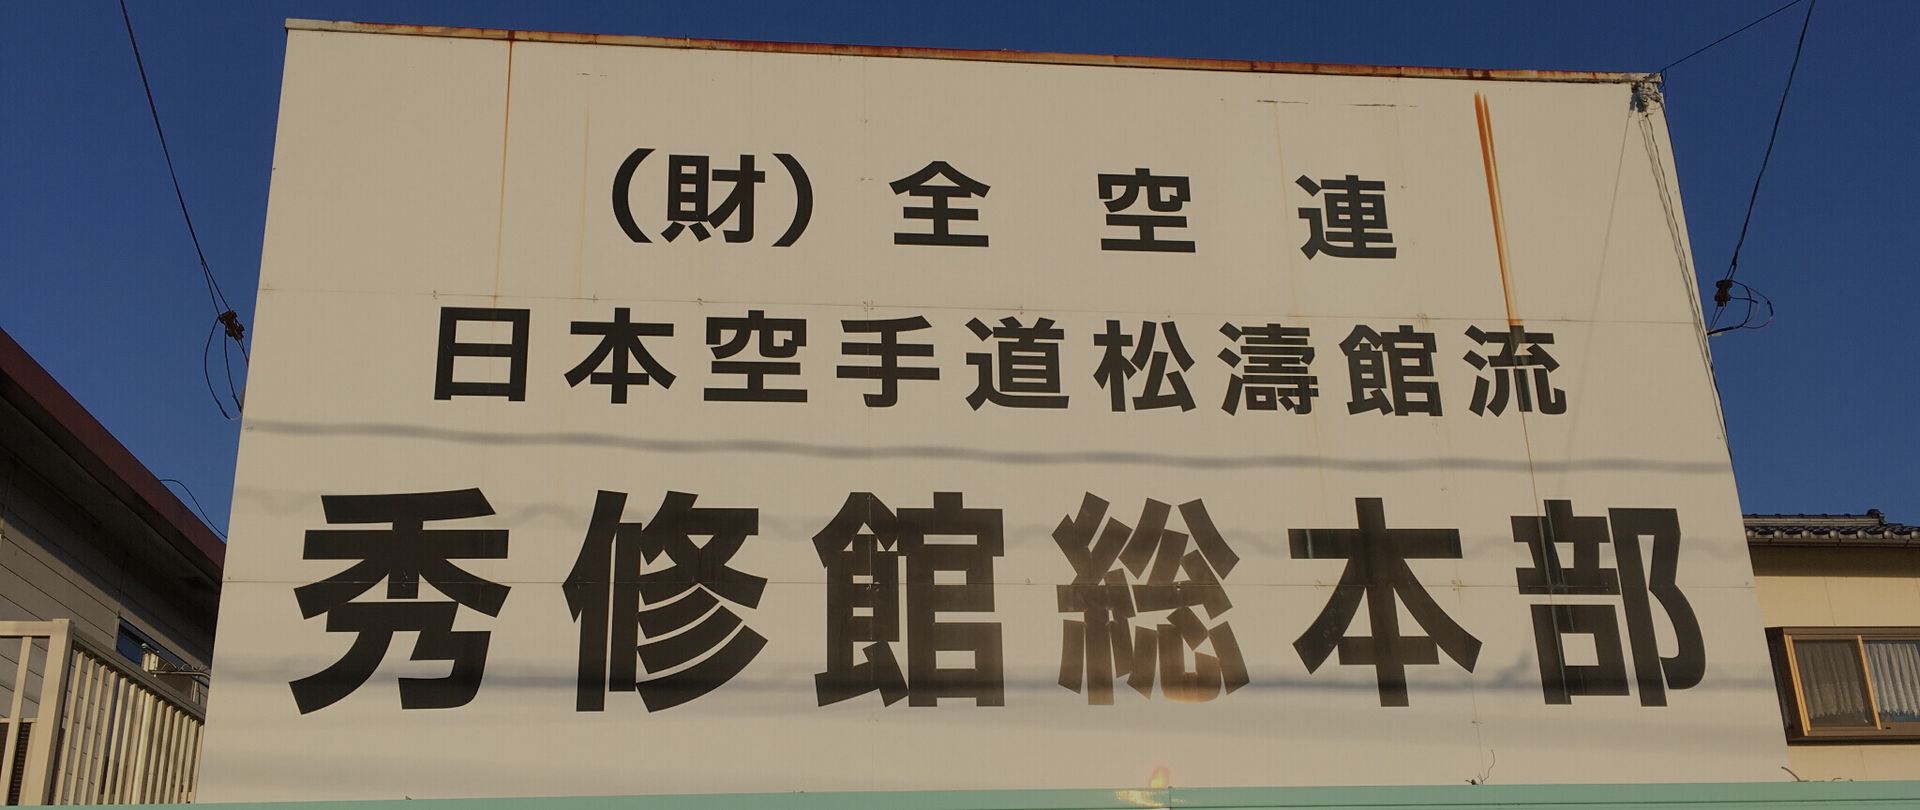 （財）全空連
日本空手道松濤館流
秀修館総本部